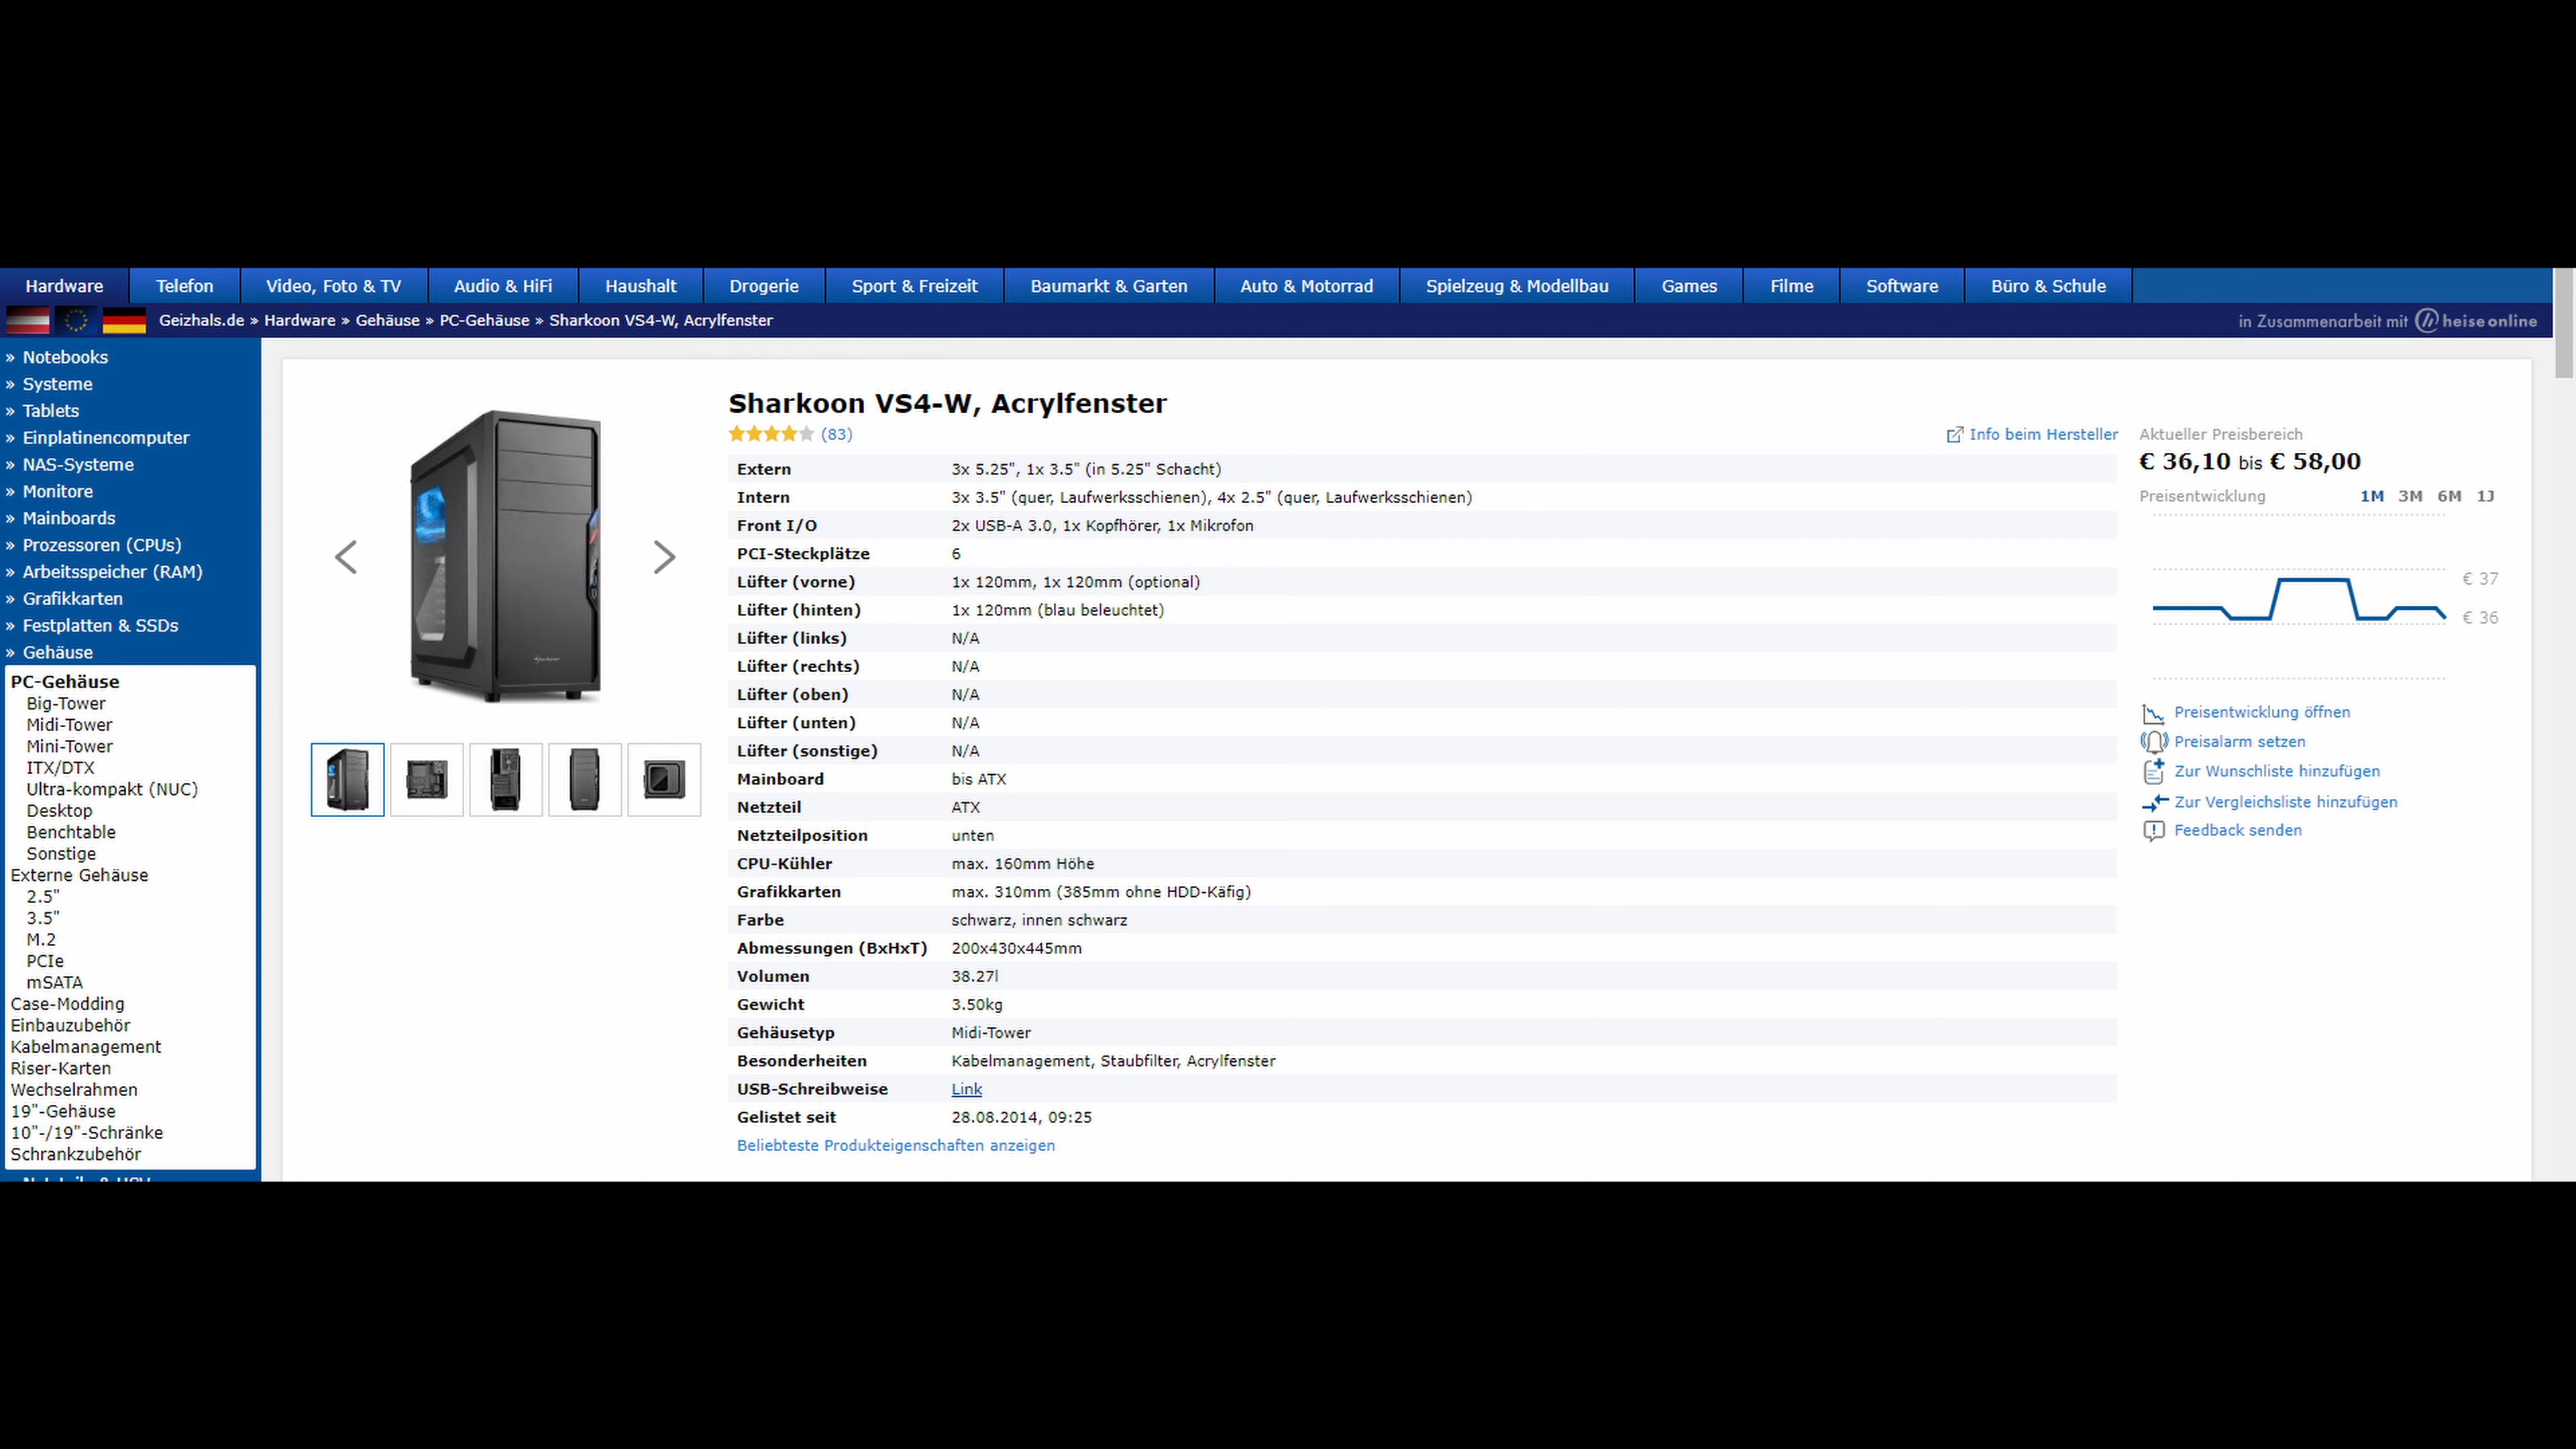 Hardware Telefon Video, Foto & TV Audio & HiFi Haushalt Drogerie Sport & Freizeit Baumarkt & Garten Auto & Motorrad Spielzeug & Modellbau Games Filme Software Büro & Schule
Geizhals.de » Hardware » Gehäuse » PC-Gehäuse » Sharkoon VS4-W, Acrylfenster
in Zusammenarbeit mit heise online
» Notebooks
» Systeme
» Tablets
» Einplatinencomputer
» NAS-Systeme
» Monitore
» Mainboards
» Prozessoren (CPUs)
» Arbeitsspeicher (RAM)
» Grafikkarten
» Festplatten & SSDs
» Gehäuse
PC-Gehäuse
Big-Tower
Midi-Tower
Mini-Tower
ITX/DTX
Ultra-kompakt (NUC)
Desktop
Benchtable
Sonstige
Externe Gehäuse
2.5"
3.5"
M.2
PCIe
mSATA
Case-Modding
Einbauzubehör
Kabelmanagement
Riser-Karten
Wechselrahmen
19"-Gehäuse
10"-/19"-Schränke
Schrankzubehör
Sharkoon VS4-W, Acrylfenster
(83)
Info beim Hersteller
Extern 3x 5.25", 1x 3.5" (in 5.25" Schacht)
Intern 3x 3.5" (quer, Laufwerksschienen), 4x 2.5" (quer, Laufwerksschienen)
Front I/O 2x USB-A 3.0, 1x Kopfhörer, 1x Mikrofon
PCI-Steckplätze 6
Lüfter (vorne) 1x 120mm, 1x 120mm (optional)
Lüfter (hinten) 1x 120mm (blau beleuchtet)
Lüfter (links) N/A
Lüfter (rechts) N/A
Lüfter (oben) N/A
Lüfter (unten) N/A
Lüfter (sonstige) N/A
Mainboard bis ATX
Netzteil ATX
Netzteilposition unten
CPU-Kühler max. 160mm Höhe
Grafikkarten max. 310mm (385mm ohne HDD-Käfig)
Farbe schwarz, innen schwarz
Abmessungen (BxHxT) 200x430x445mm
Volumen 38.27l
Gewicht 3.50kg
Gehäusetyp Midi-Tower
Besonderheiten Kabelmanagement, Staubfilter, Acrylfenster
USB-Schreibweise Link
Gelistet seit 28.08.2014, 09:25
Beliebteste Produkteigenschaften anzeigen
Aktueller Preisbereich
€ 36,10 bis € 58,00
Preisentwicklung 1M 3M 6M 1J
€ 37
€ 36
Preisentwicklung öffnen
Preisalarm setzen
Zur Wunschliste hinzufügen
Zur Vergleichsliste hinzufügen
Feedback senden